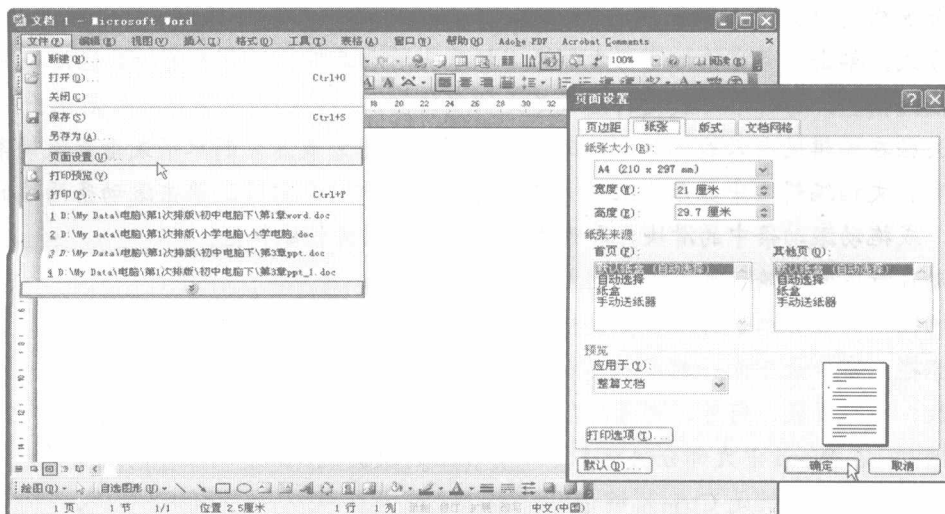 文档 1 - Microsoft Word
文件(F) 编辑(E) 视图(V) 插入(I) 格式(O) 工具(T) 表格(A) 窗口(W) 帮助(H) Adobe PDF Acrobat Comments
新建(N)...
打开(O)... Ctrl+O
关闭(C)
保存(S) Ctrl+S
另存为(A)...
页面设置(U)...
打印预览(V)
打印(P)... Ctrl+P
1 D:\My Data\电脑\第1次排版\初中电脑下\第1章word.doc
2 D:\My Data\电脑\第1次排版\小学电脑\小学电脑.doc
3 D:\My Data\电脑\第1次排版\初中电脑下\第3章ppt.doc
4 D:\My Data\电脑\第1次排版\初中电脑下\第3章ppt_1.doc
100% 阅读(R)
18 20 22 24 26 28 30 32
页面设置
页边距 纸张 版式 文档网格
纸张大小(R):
A4 (210 x 297 mm)
宽度(W): 21 厘米
高度(E): 29.7 厘米
纸张来源
首页(F): 其他页(O):
默认纸盒 (自动选择) 默认纸盒 (自动选择)
自动选择 自动选择
纸盒 纸盒
手动送纸器 手动送纸器
预览
应用于(Y):
整篇文档
打印选项(T)...
默认(D)... 确定 取消
绘图(D) 自选图形(U)
1 页 1 节 1/1 位置 2.5厘米 1 行 1 列 中文(中国)